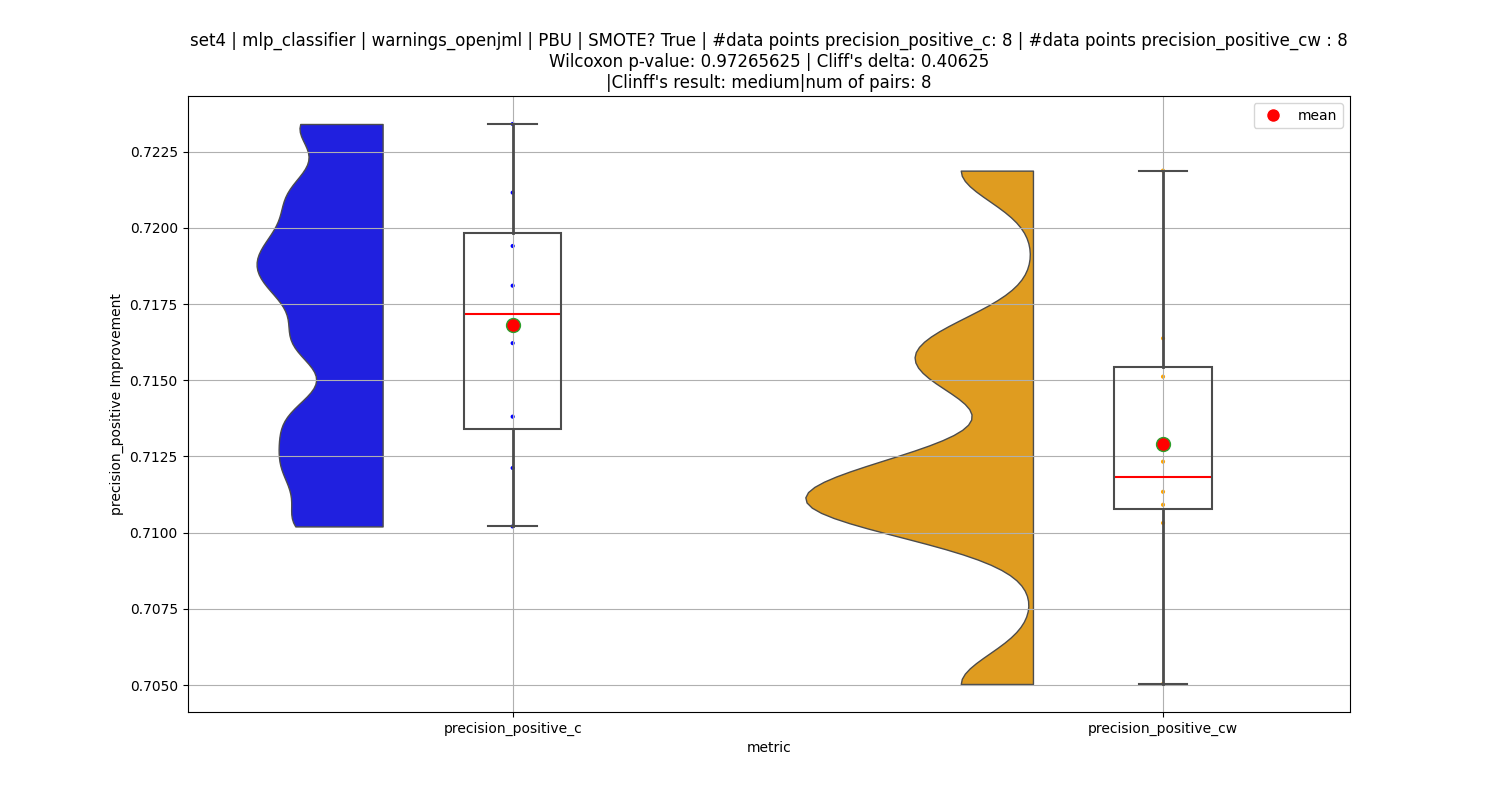 set4 | mlp_classifier | warnings_openjml | PBU | SMOTE? True | #data points precision_positive_c: 8 | #data points precision_positive_cw : 8
Wilcoxon p-value: 0.97265625 | Cliff's delta: 0.40625
|Clinff's result: medium|num of pairs: 8
mean
0.7225
0.7200
0.7175
0.7150
0.7125
0.7100
0.7075
0.7050
precision_positive Improvement
precision_positive_c
precision_positive_cw
metric